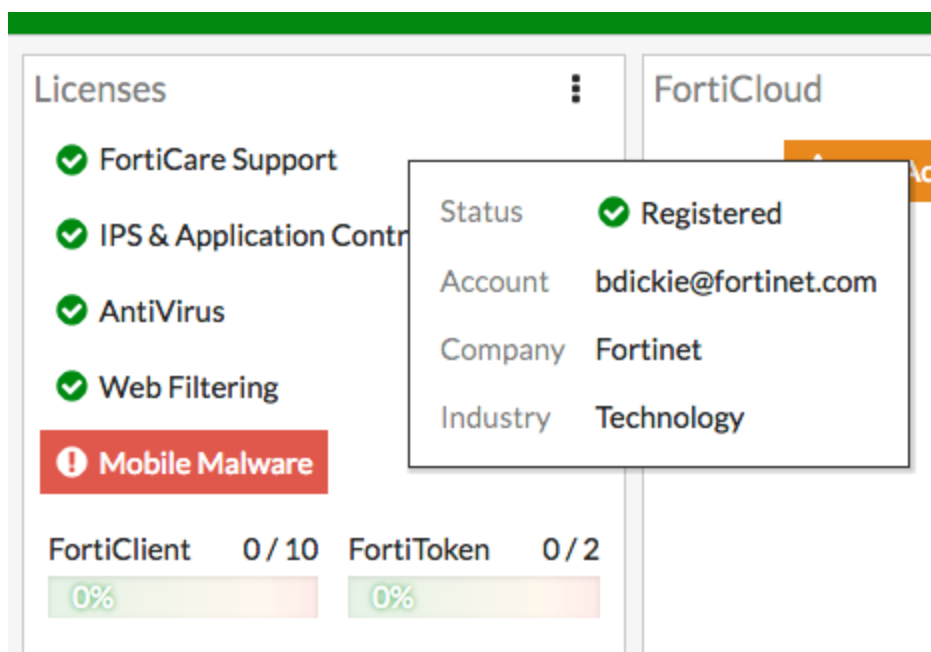 Licenses
FortiCloud
FortiCare Support
IPS & Application Contr
AntiVirus
Web Filtering
Mobile Malware
Status Registered
Account bdickie@fortinet.com
Company Fortinet
Industry Technology
FortiClient 0 / 10 FortiToken 0 / 2
0% 0%